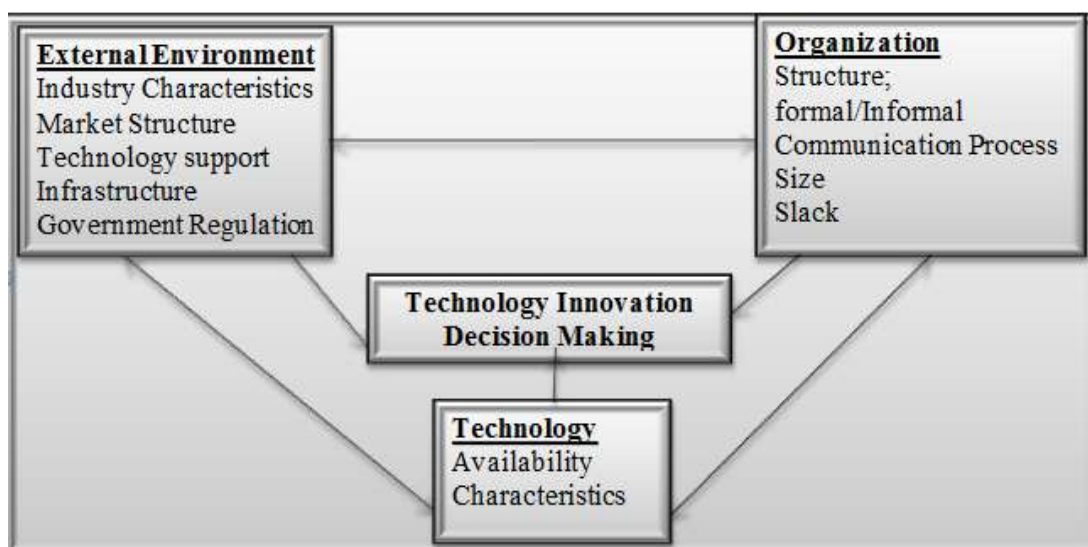 External Environment
Industry Characteristics
Market Structure
Technology support
Infrastructure
Government Regulation
Organization
Structure;
formal/Informal
Communication Process
Size
Slack
Technology Innovation
Decision Making
Technology
Availability
Characteristics